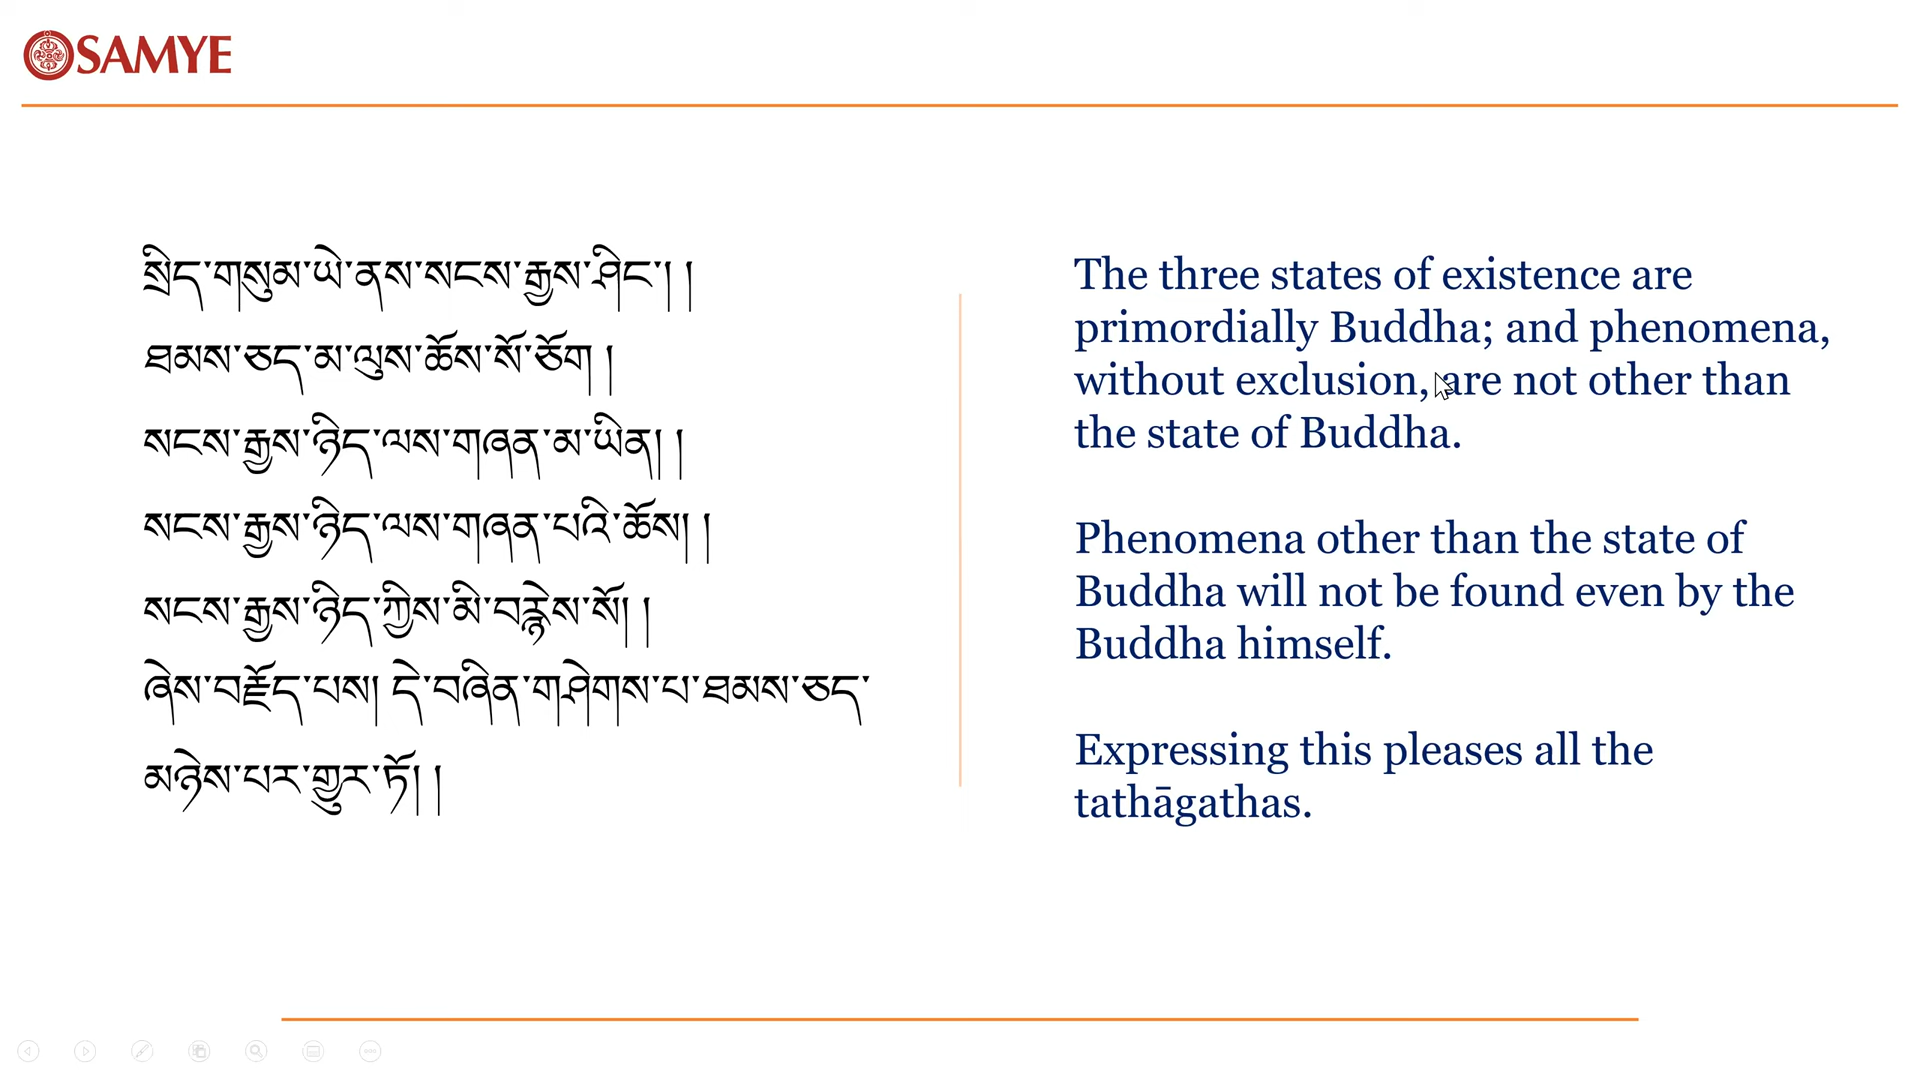 SAMYE
སྲིད་གསུམ་ཡེ་ནས་སངས་རྒྱས་ཤིང་། །
ཐམས་ཅད་མ་ལུས་ཆོས་སོ་ཅོག །
སངས་རྒྱས་ཉིད་ལས་གཞན་མ་ཡིན། །
སངས་རྒྱས་ཉིད་ལས་གཞན་པའི་ཆོས། །
སངས་རྒྱས་ཉིད་ཀྱིས་མི་བརྙེས་སོ། །
ཞེས་བརྗོད་པས། དེ་བཞིན་གཤེགས་པ་ཐམས་ཅད་
མཉེས་པར་གྱུར་ཏོ། །
The three states of existence are
primordially Buddha; and phenomena,
without exclusion, are not other than
the state of Buddha.
Phenomena other than the state of
Buddha will not be found even by the
Buddha himself.
Expressing this pleases all the
tathāgathas.